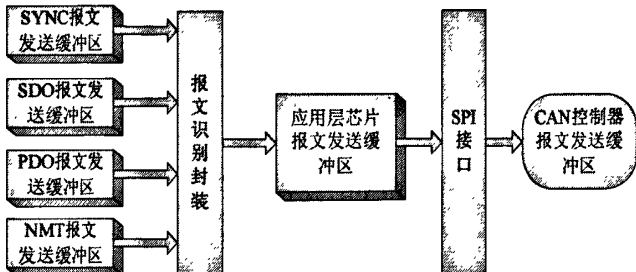 SYNC报文
发送缓冲区
SDO报文发
送缓冲区
PDO报文发
送缓冲区
NMT报文
发送缓冲区
报
文
识
别
封
装
应用层芯片
报文发送缓
冲区
SPI
接
口
CAN控制器
报文发送缓
冲区